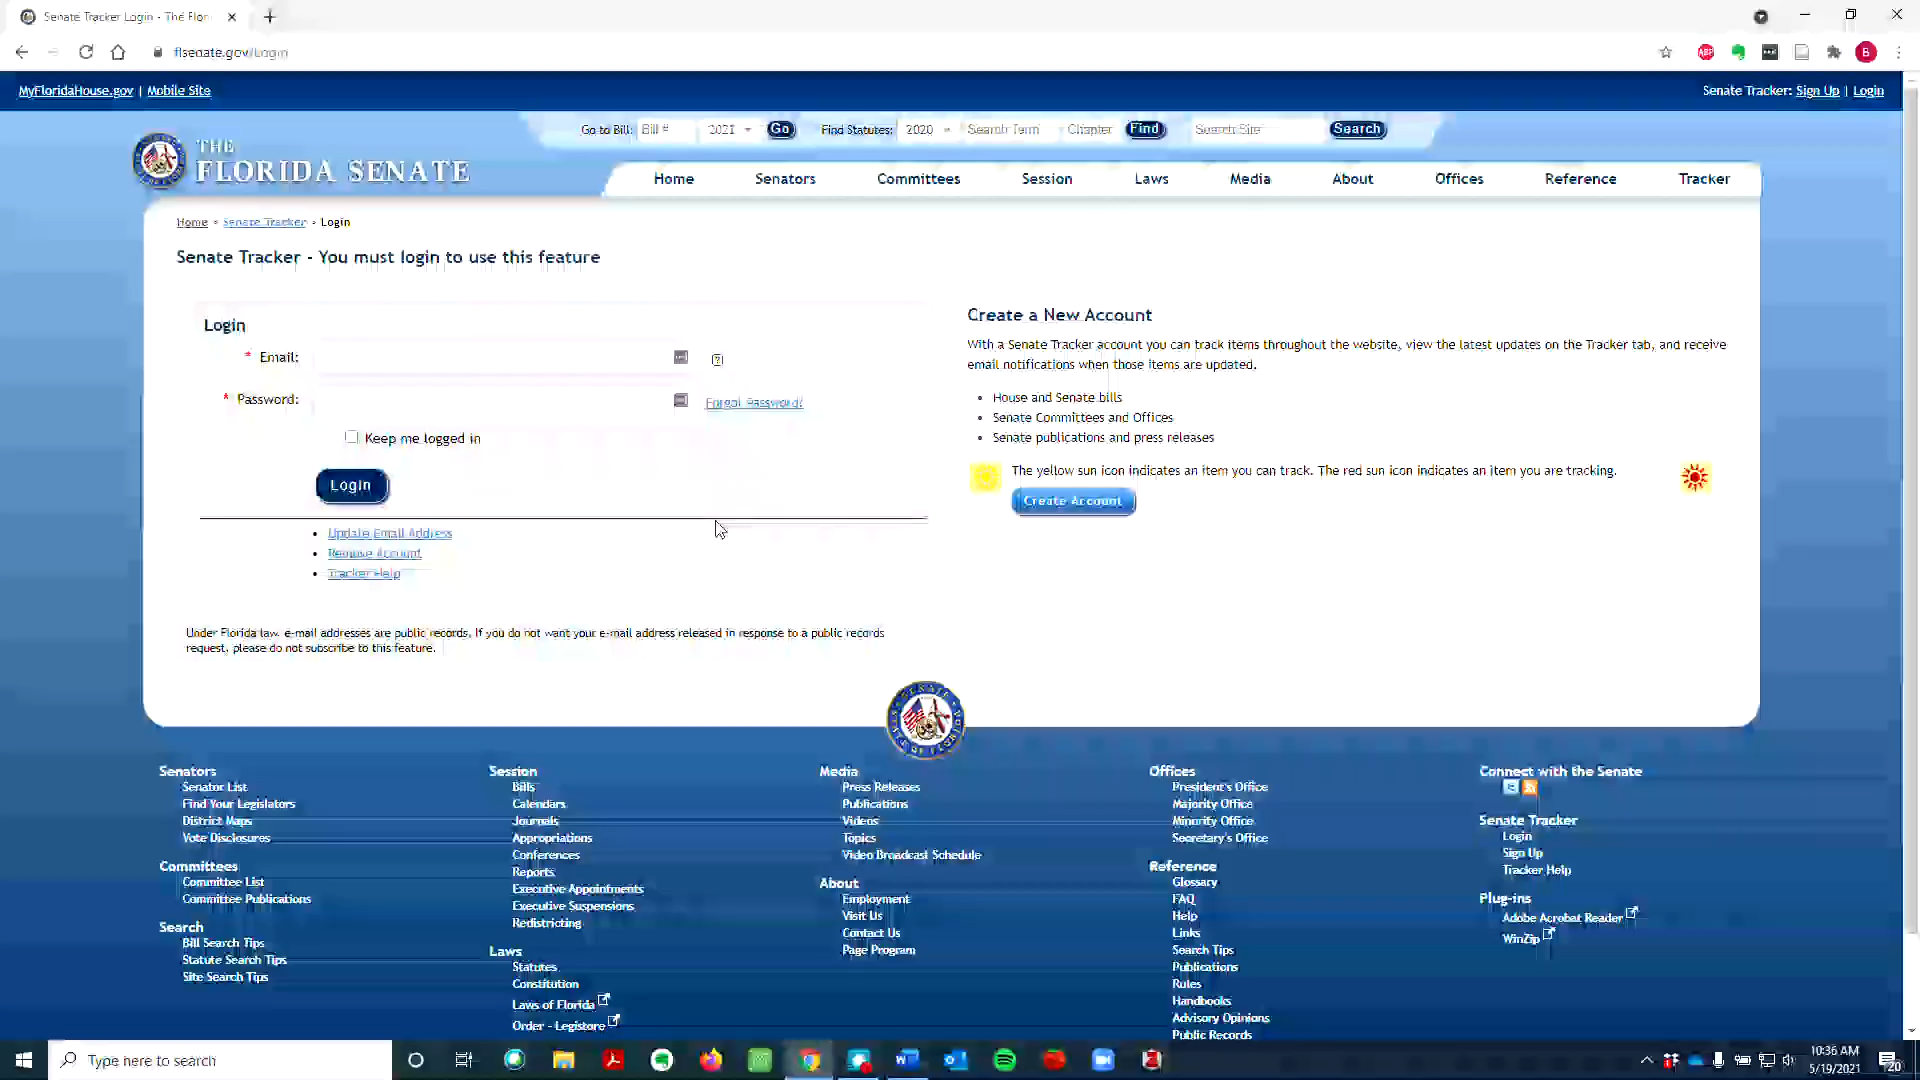 Senate Tracker Login - The Flor
flsenate.gov/Login
MyFloridaHouse.gov | Mobile Site
Senate Tracker: Sign Up | Login
Go to Bill: Bill # 2021 Go Find Statutes: 2020 Search Term Chapter Find Search Site Search
THE
FLORIDA SENATE
Home Senators Committees Session Laws Media About Offices Reference Tracker
Home > Senate Tracker > Login
Senate Tracker - You must login to use this feature
Login
* Email:
* Password:
Forgot Password?
Keep me logged in
Login
Update Email Address
Remove Account
Tracker Help
Under Florida law, e-mail addresses are public records. If you do not want your e-mail address released in response to a public records
request, please do not subscribe to this feature.
Create a New Account
With a Senate Tracker account you can track items throughout the website, view the latest updates on the Tracker tab, and receive
email notifications when those items are updated.
House and Senate bills
Senate Committees and Offices
Senate publications and press releases
The yellow sun icon indicates an item you can track. The red sun icon indicates an item you are tracking.
Create Account
Senators
Senator List
Find Your Legislators
District Maps
Vote Disclosures
Committees
Committee List
Committee Publications
Search
Bill Search Tips
Statute Search Tips
Site Search Tips
Session
Bills
Calendars
Journals
Appropriations
Conferences
Reports
Executive Appointments
Executive Suspensions
Redistricting
Laws
Statutes
Constitution
Laws of Florida
Order - Legistore
Media
Press Releases
Publications
Videos
Topics
Video Broadcast Schedule
About
Employment
Visit Us
Contact Us
Page Program
Offices
President's Office
Majority Office
Minority Office
Secretary's Office
Reference
Glossary
FAQ
Help
Links
Search Tips
Publications
Rules
Handbooks
Advisory Opinions
Public Records
Connect with the Senate
Senate Tracker
Login
Sign Up
Tracker Help
Plug-ins
Adobe Acrobat Reader
WinZip
Type here to search
10:36 AM
5/19/2021
20